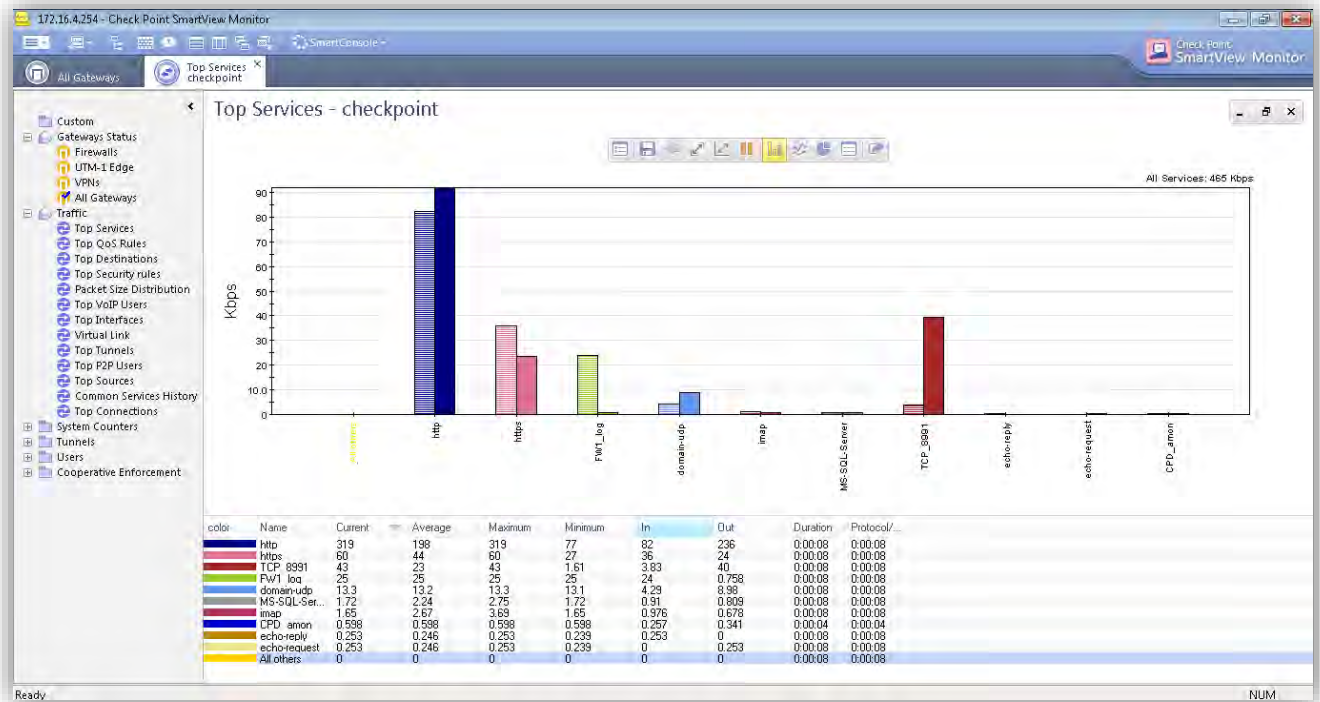 172.16.4.254 - Check Point SmartView Monitor
SmartConsole
Check Point
SmartView Monitor
All Gateways
Top Services
checkpoint
Custom
Gateways Status
Firewalls
UTM-1 Edge
VPNs
All Gateways
Traffic
Top Services
Top QoS Rules
Top Destinations
Top Security rules
Packet Size Distribution
Top VoIP Users
Top Interfaces
Virtual Link
Top Tunnels
Top P2P Users
Top Sources
Common Services History
Top Connections
System Counters
Tunnels
Users
Cooperative Enforcement
Top Services - checkpoint
All Services: 465 Kbps
Kbps
90
80
70
60
50
40
30
20
10.0
0
http
https
FW1_log
domain-udp
imap
MS-SQL-Server
TCP_8991
echo-reply
echo-request
CPD_amon
color Name Current Average Maximum Minimum In Out Duration Protocol/...
http 319 198 319 77 82 236 0:00:08 0:00:08
https 60 44 60 27 36 24 0:00:08 0:00:08
TCP_8991 43 23 43 1.61 3.83 40 0:00:08 0:00:08
FW1_log 25 25 25 25 24 0.758 0:00:08 0:00:08
domain-udp 13.3 13.2 13.3 13.1 4.29 8.98 0:00:08 0:00:08
MS-SQL-Ser... 1.72 2.24 2.75 1.72 0.91 0.809 0:00:08 0:00:08
imap 1.65 2.67 3.69 1.65 0.976 0.678 0:00:08 0:00:08
CPD_amon 0.598 0.598 0.598 0.598 0.257 0.341 0:00:04 0:00:04
echo-reply 0.253 0.246 0.253 0.239 0.253 0 0:00:08 0:00:08
echo-request 0.253 0.246 0.253 0.239 0 0.253 0:00:08 0:00:08
All others 0 0 0 0 0 0 0:00:08 0:00:08
Ready
NUM